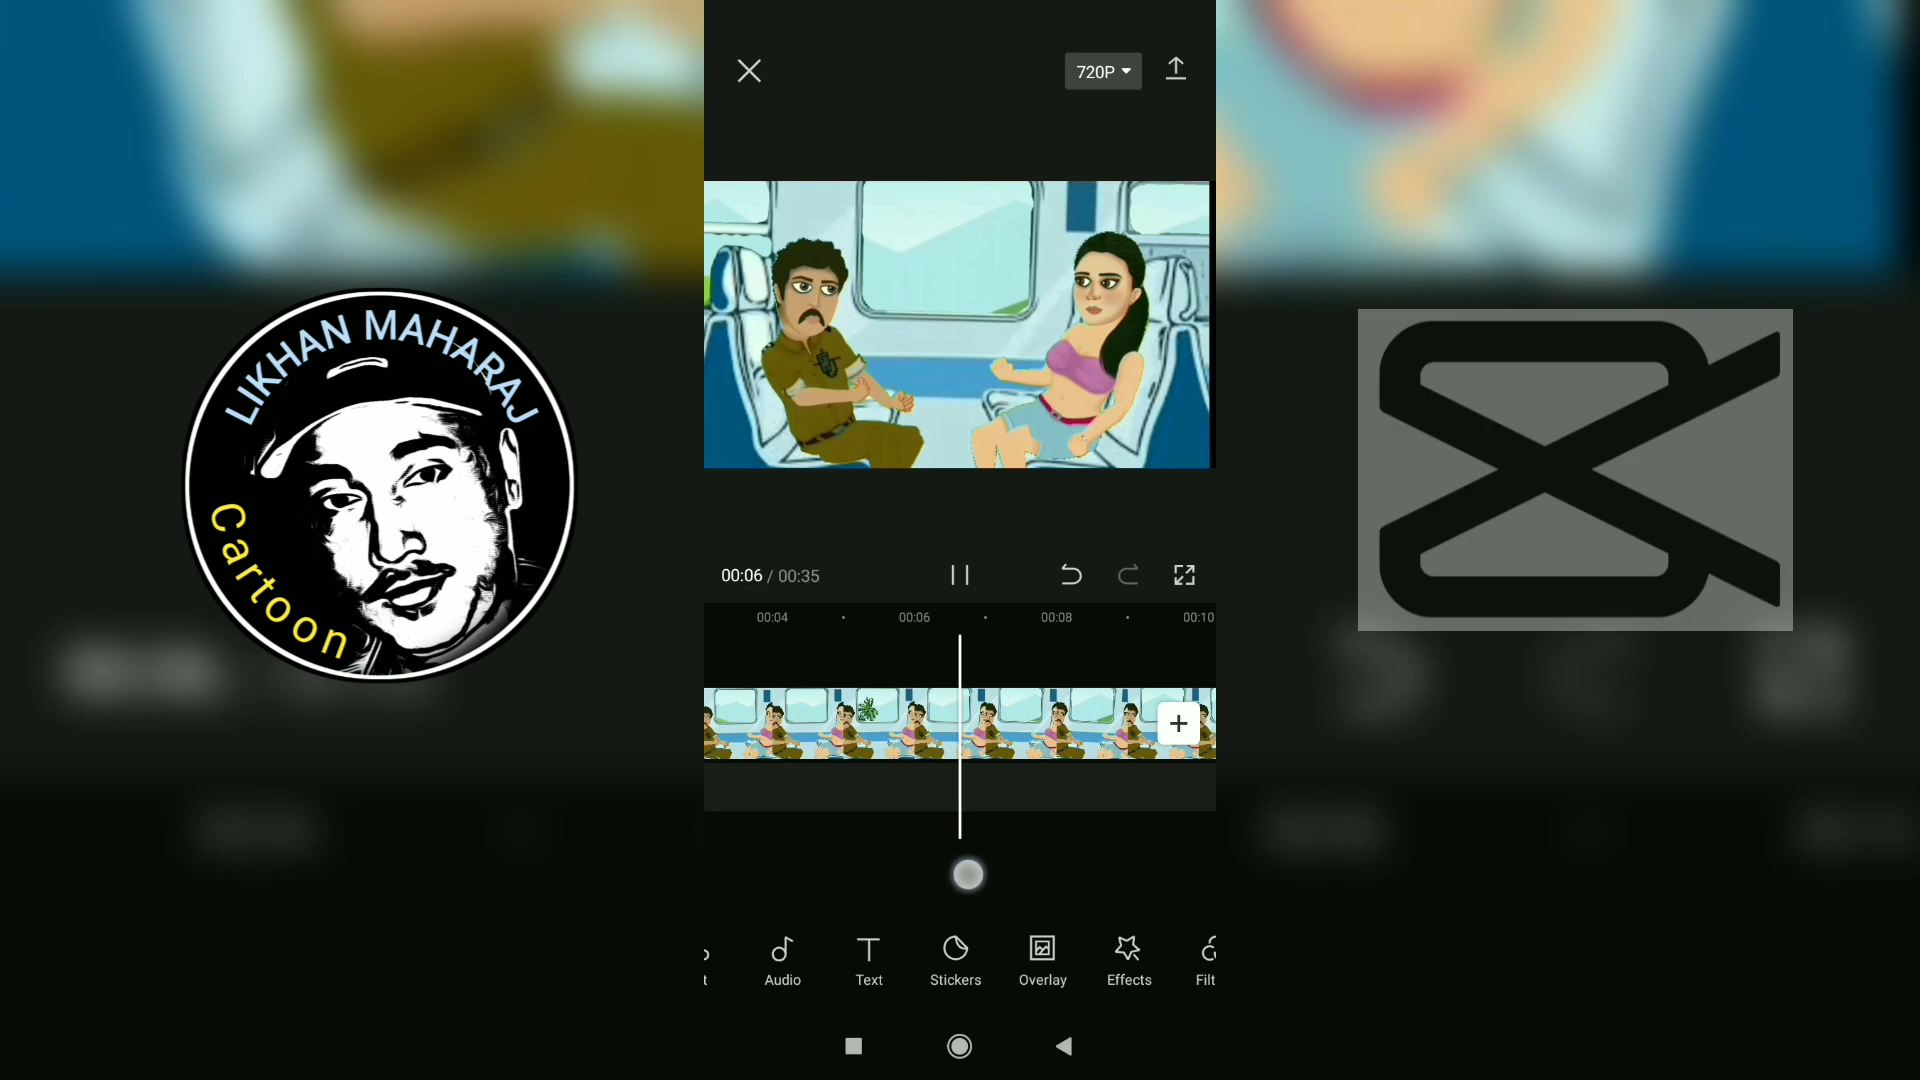 LIKHAN MAHARAJ
Cartoon
720P
00:06 / 00:35
00:04
00:06
00:08
00:10
t
Audio
Text
Stickers
Overlay
Effects
Filt